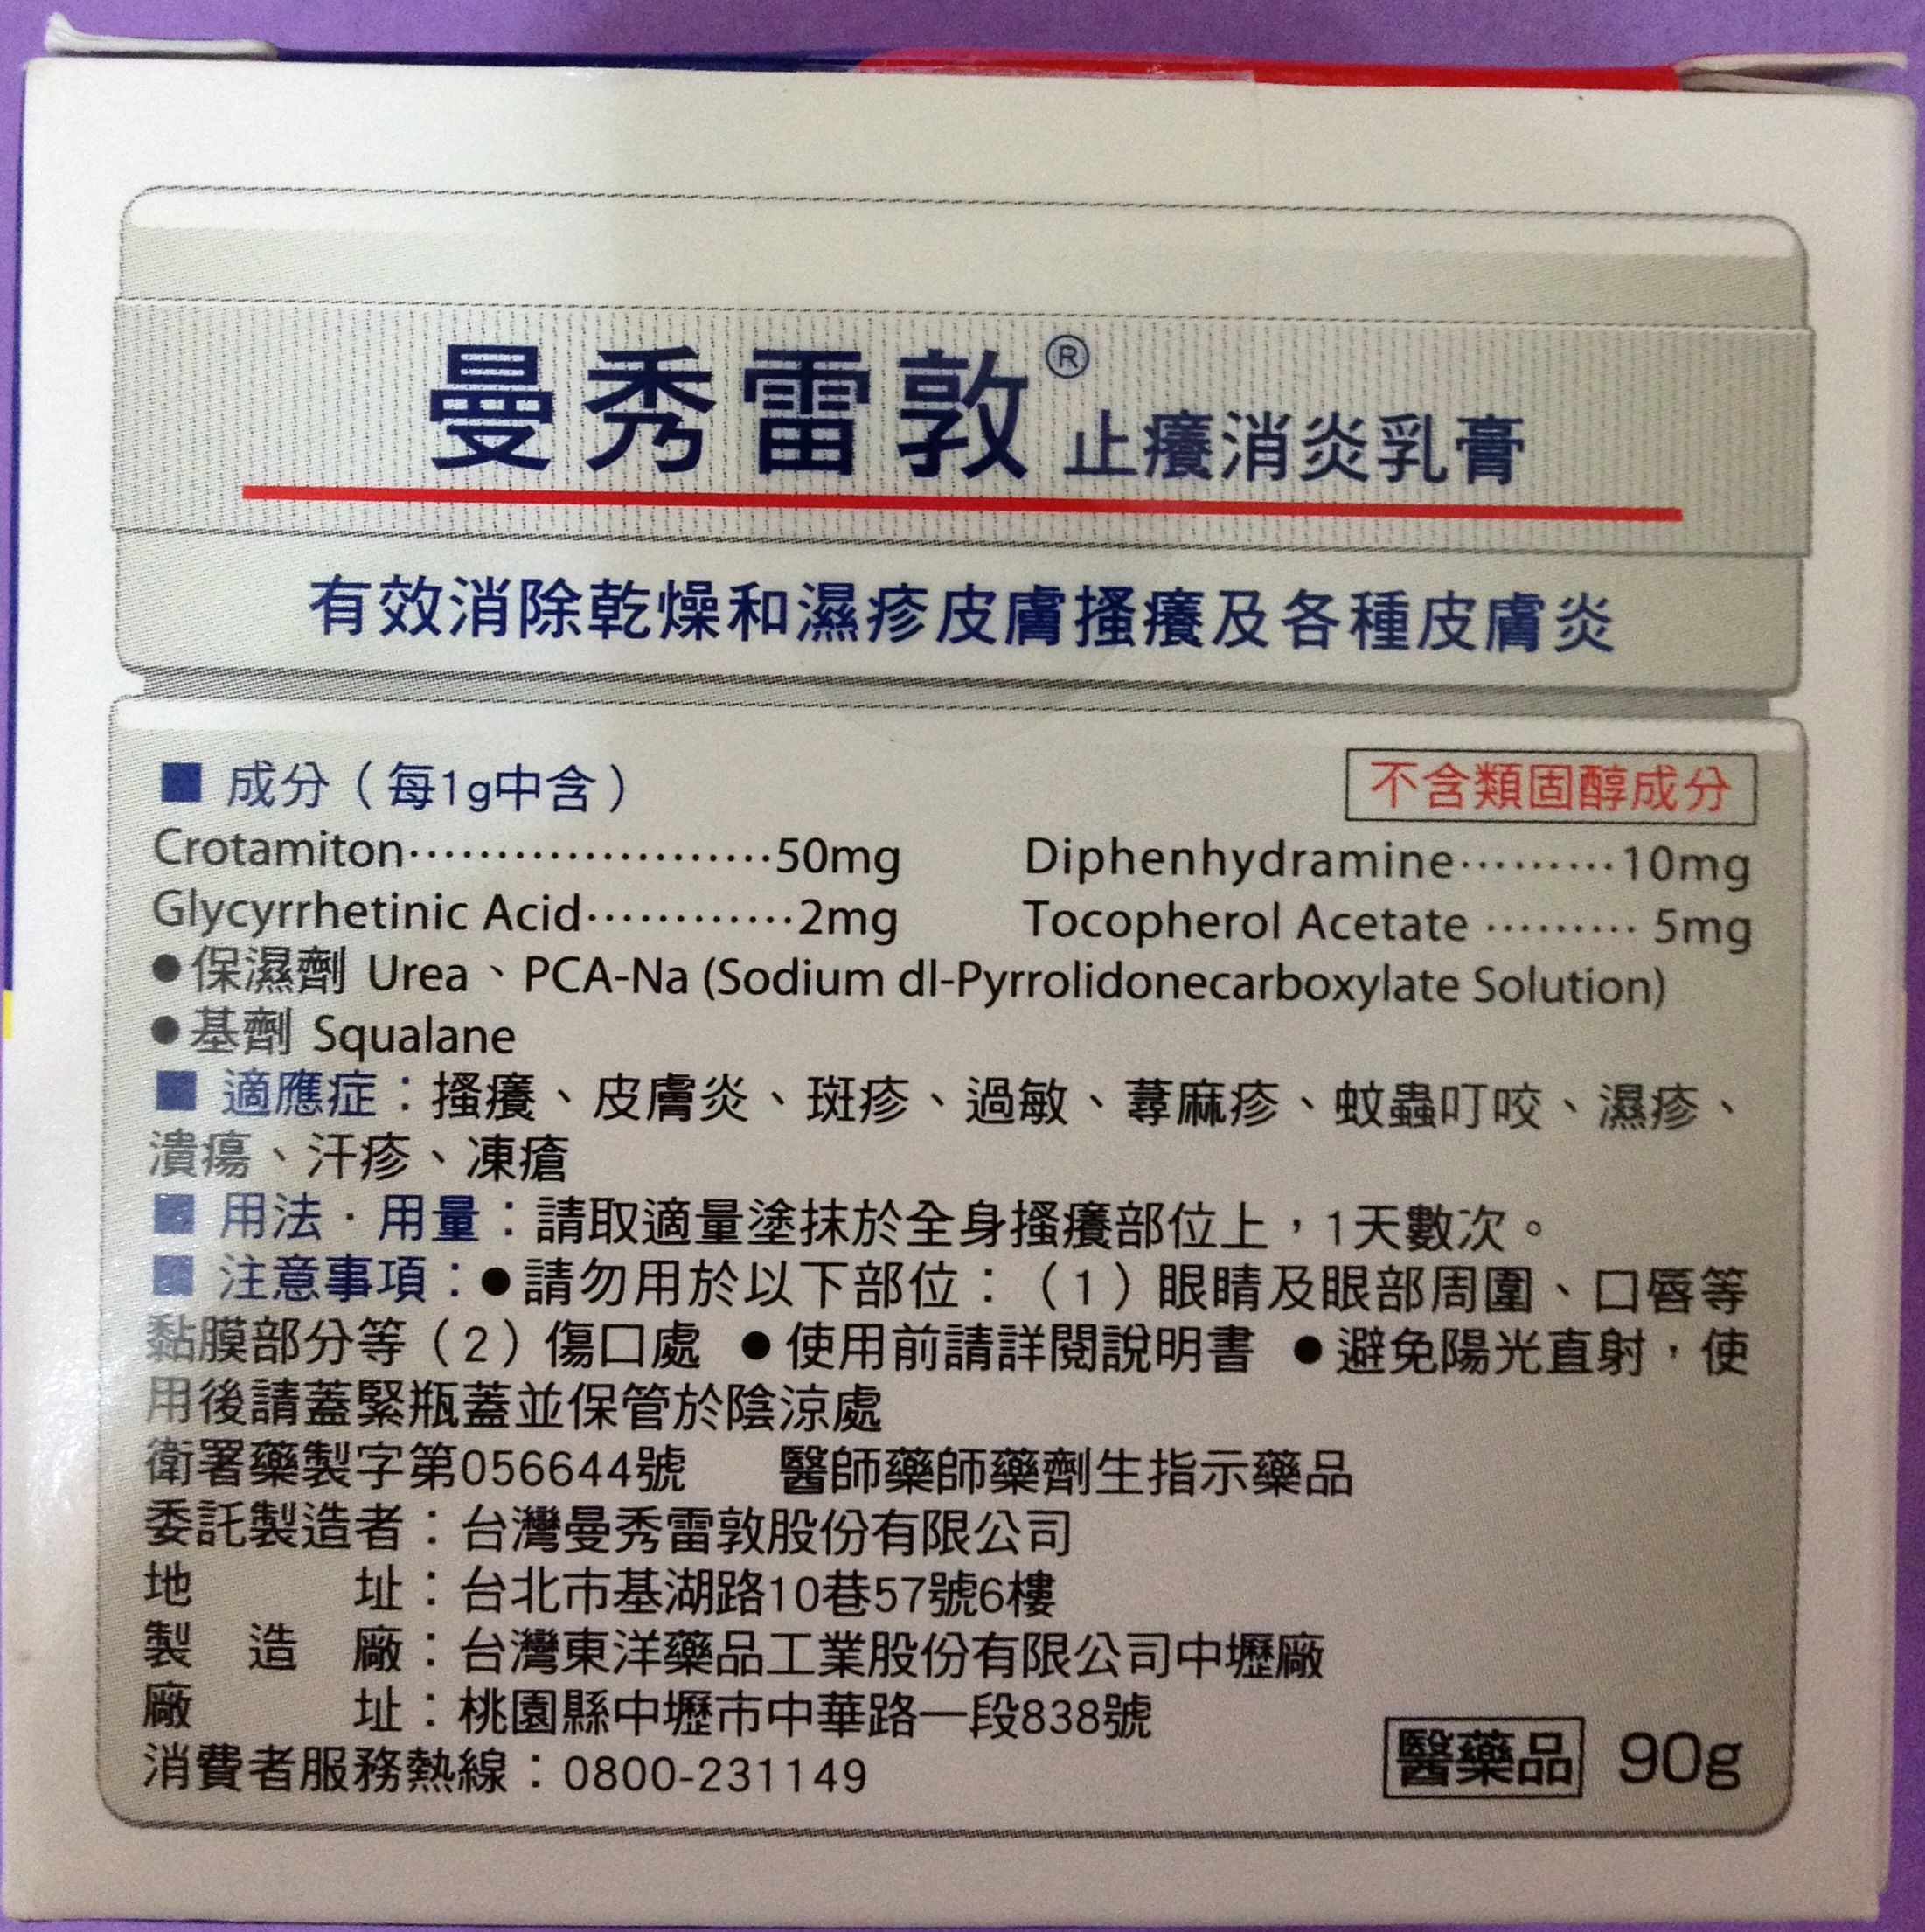 曼秀雷敦® 止癢消炎乳膏
有效消除乾燥和濕疹皮膚搔癢及各種皮膚炎
■ 成分（每1g中含） 不含類固醇成分
Crotamiton·····················50mg Diphenhydramine·········10mg
Glycyrrhetinic Acid············2mg Tocopherol Acetate ········· 5mg
●保濕劑 Urea、PCA-Na (Sodium dl-Pyrrolidonecarboxylate Solution)
●基劑 Squalane
■ 適應症：搔癢、皮膚炎、斑疹、過敏、蕁麻疹、蚊蟲叮咬、濕疹、
潰瘍、汗疹、凍瘡
■ 用法．用量：請取適量塗抹於全身搔癢部位上，1天數次。
■ 注意事項：●請勿用於以下部位：（1）眼睛及眼部周圍、口唇等
黏膜部分等（2）傷口處 ●使用前請詳閱說明書 ●避免陽光直射，使
用後請蓋緊瓶蓋並保管於陰涼處
衛署藥製字第056644號 醫師藥師藥劑生指示藥品
委託製造者：台灣曼秀雷敦股份有限公司
地 址：台北市基湖路10巷57號6樓
製 造 廠：台灣東洋藥品工業股份有限公司中壢廠
廠 址：桃園縣中壢市中華路一段838號
消費者服務熱線：0800-231149
醫藥品 90g